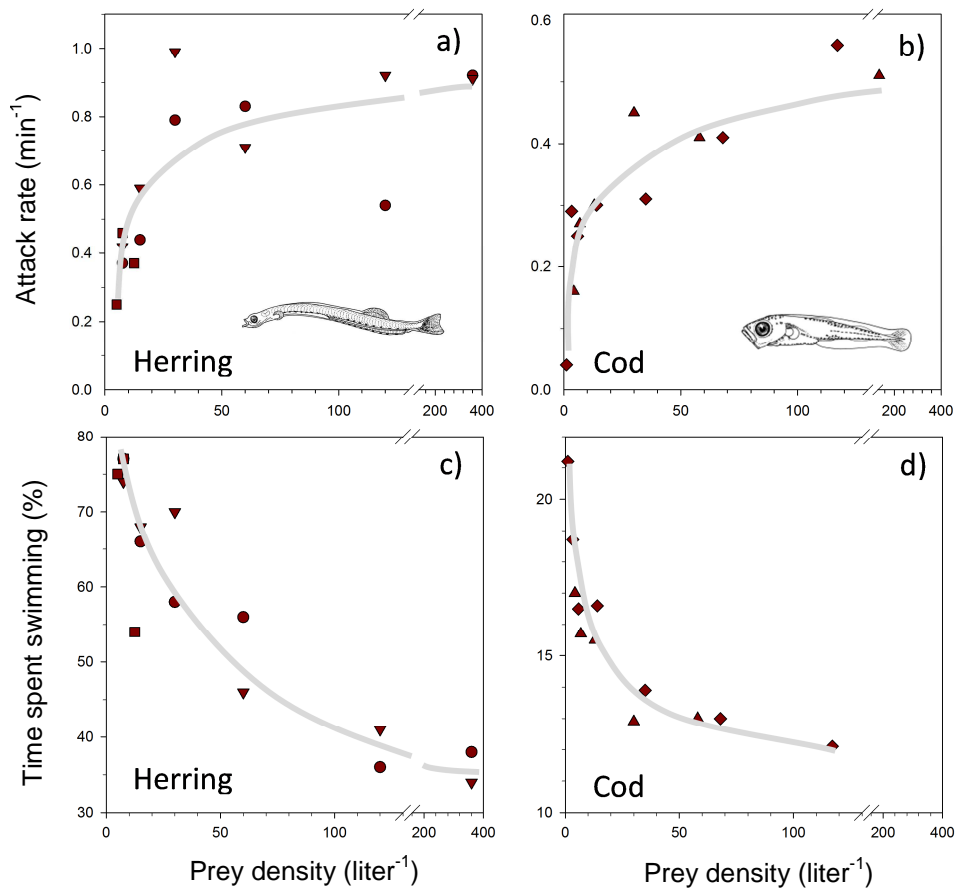 a)
1.0
0.8
0.6
0.4
0.2
0.0
Attack rate (min-1)
Herring
0 50 100 200 400
b)
0.6
0.4
0.2
0.0
Cod
0 50 100 200 400
c)
80
70
60
50
40
30
Time spent swimming (%)
Herring
0 50 100 200 400
Prey density (liter-1)
d)
20
15
10
Cod
0 50 100 200 400
Prey density (liter-1)